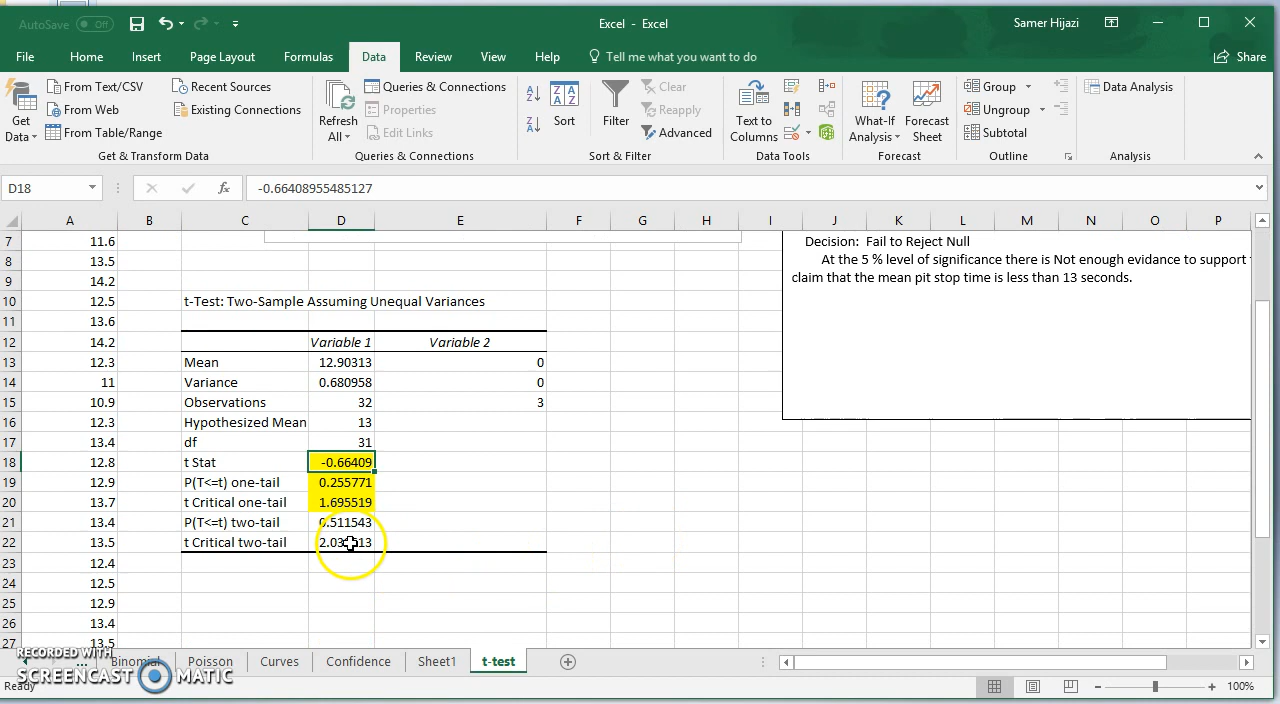 AutoSave Off
Excel - Excel
Samer Hijazi
File Home Insert Page Layout Formulas Data Review View Help Tell me what you want to do Share
Get Data
From Text/CSV
From Web
From Table/Range
Recent Sources
Existing Connections
Get & Transform Data
Refresh All
Queries & Connections
Properties
Edit Links
Queries & Connections
Sort
Filter
Clear
Reapply
Advanced
Sort & Filter
Text to Columns
Data Tools
What-If Analysis
Forecast Sheet
Forecast
Group
Ungroup
Subtotal
Outline
Data Analysis
Analysis
D18 fx -0.66408955485127
A B C D E F G H I J K L M N O P
7 11.6
8 13.5
9 14.2
10 12.5 t-Test: Two-Sample Assuming Unequal Variances
11 13.6
12 14.2 Variable 1 Variable 2
13 12.3 Mean 12.90313 0
14 11 Variance 0.680958 0
15 10.9 Observations 32 3
16 12.3 Hypothesized Mean 13
17 13.4 df 31
18 12.8 t Stat -0.66409
19 12.9 P(T<=t) one-tail 0.255771
20 13.7 t Critical one-tail 1.695519
21 13.4 P(T<=t) two-tail 0.511543
22 13.5 t Critical two-tail
23 12.4
24 12.5
25 12.9
26 13.4
27 13.5
Decision: Fail to Reject Null
At the 5 % level of significance there is Not enough evidance to support
claim that the mean pit stop time is less than 13 seconds.
... Binomial Poisson Curves Confidence Sheet1 t-test
RECORDED WITH
SCREENCAST MATIC
Ready
100%